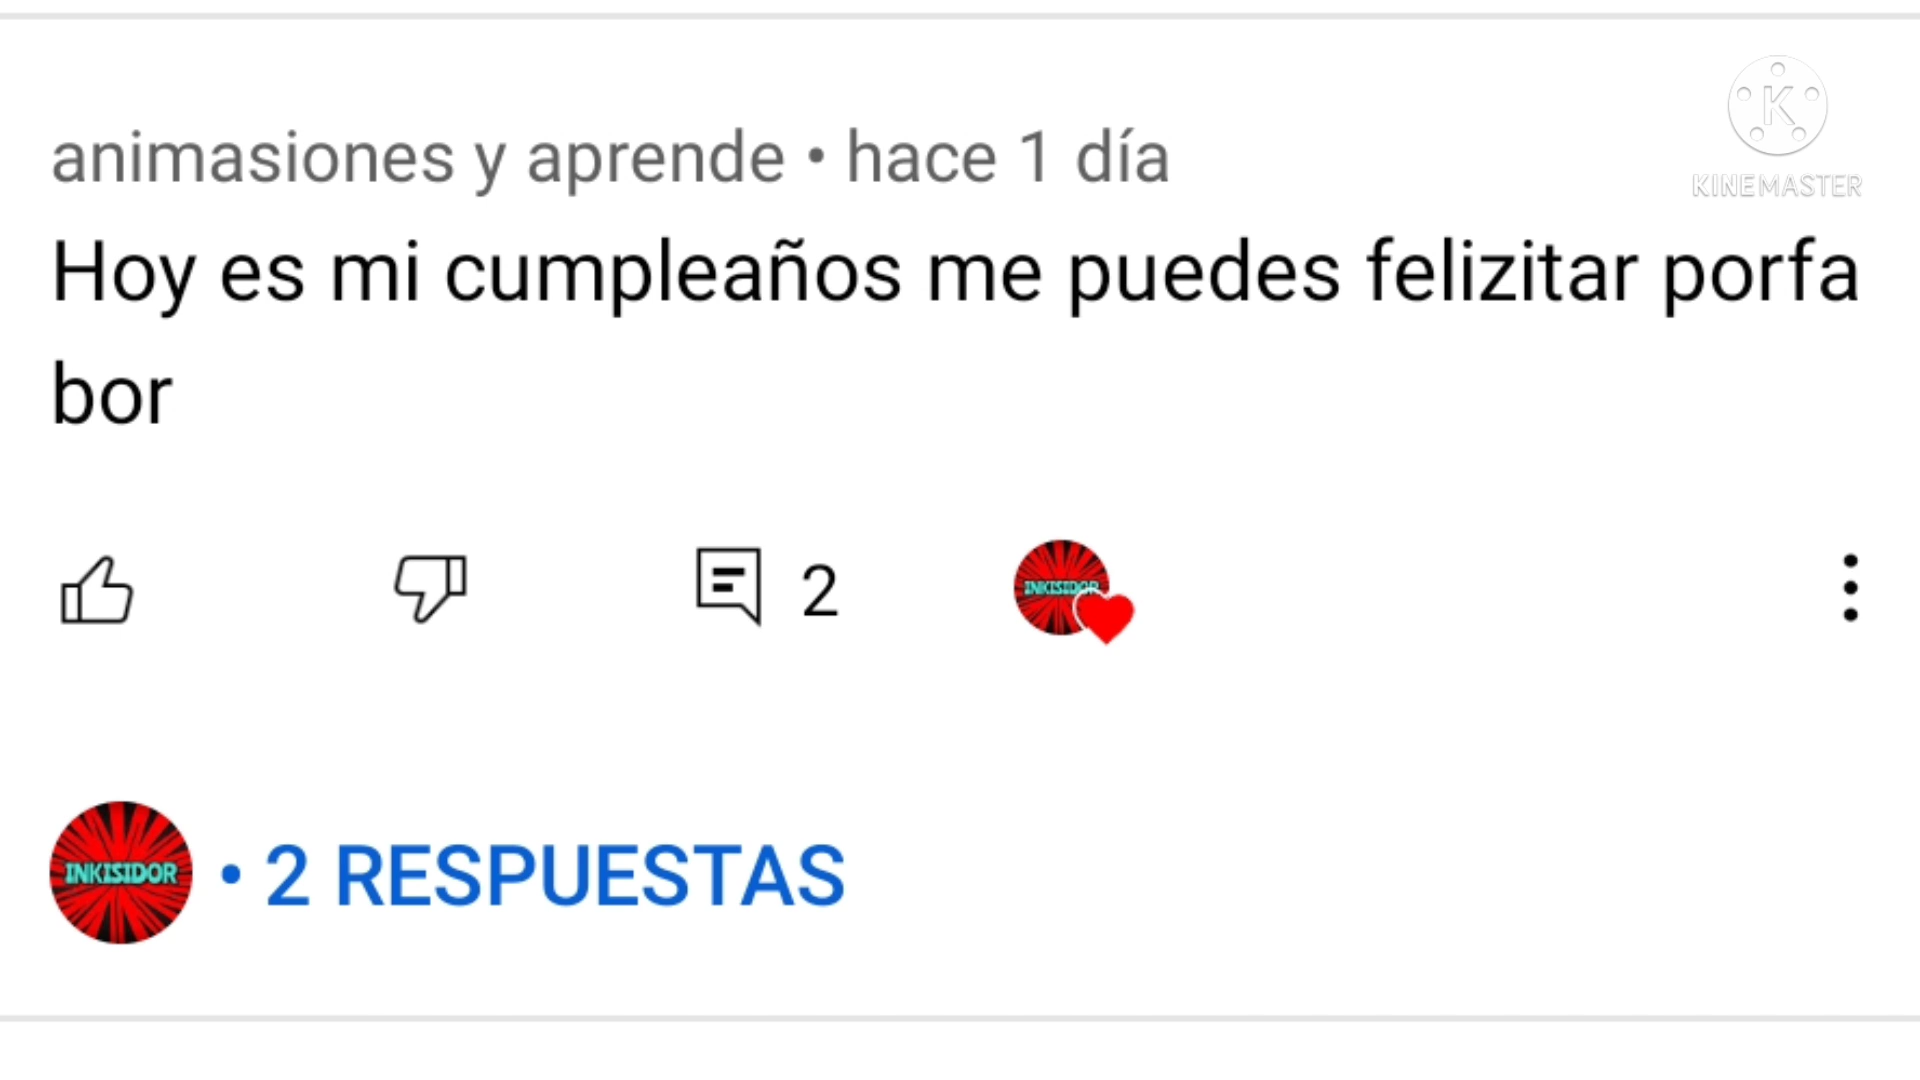 KINEMASTER
animasiones y aprende • hace 1 día
Hoy es mi cumpleaños me puedes felizitar porfa
bor
2
INKISIDOR
INKISIDOR • 2 RESPUESTAS